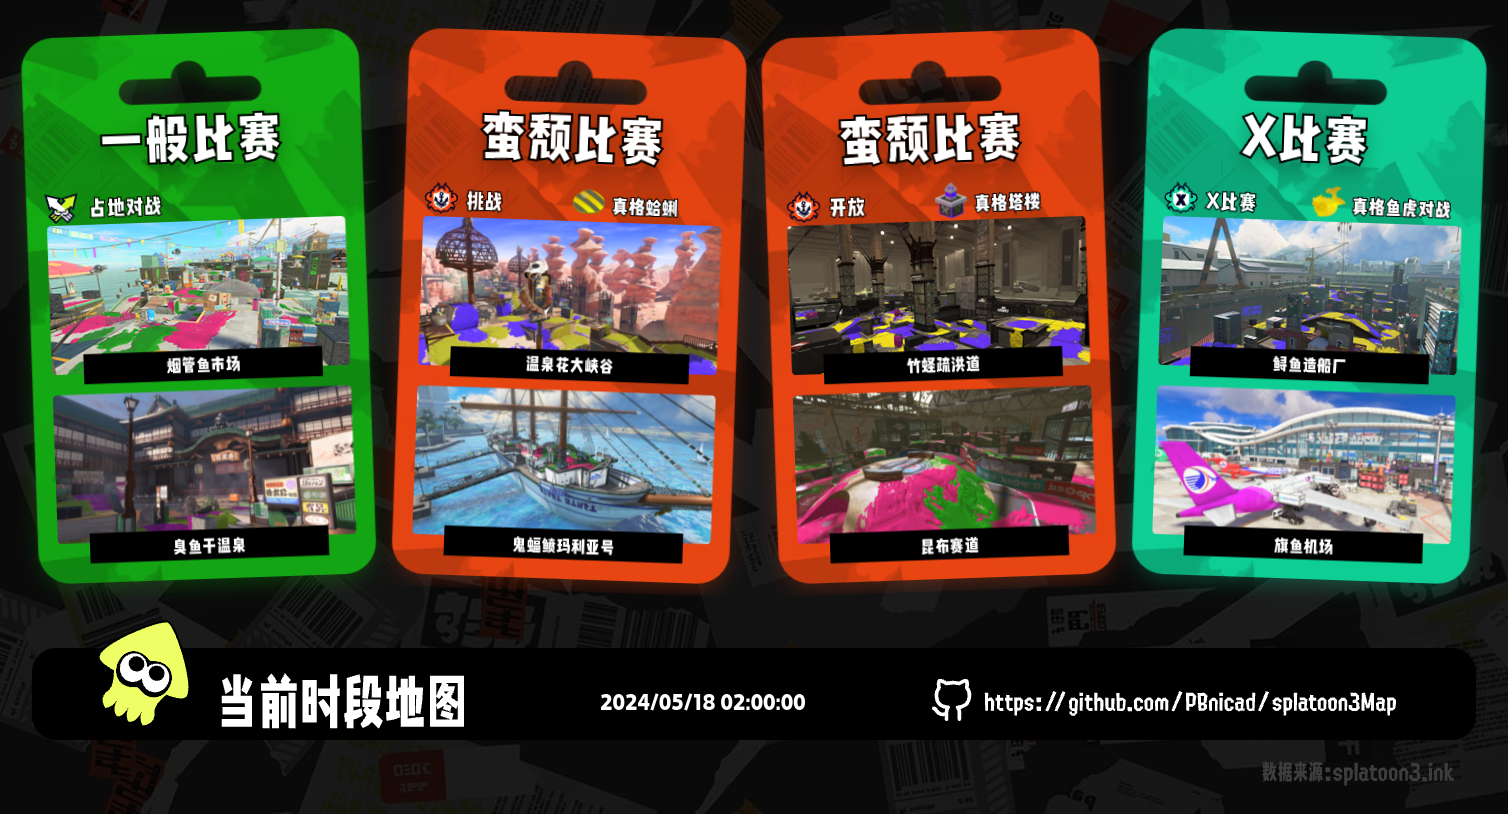 一般比赛
占地对战
烟管鱼市场
臭鱼干温泉
蛮颓比赛
挑战
真格蛤蜊
温泉花大峡谷
鬼蝠鲼玛利亚号
蛮颓比赛
开放
真格塔楼
竹蛏疏洪道
昆布赛道
X比赛
X比赛
真格鱼虎对战
鲟鱼造船厂
旗鱼机场
当前时段地图
2024/05/18 02:00:00
https://github.com/PBnicad/splatoon3Map
数据来源:splatoon3.ink